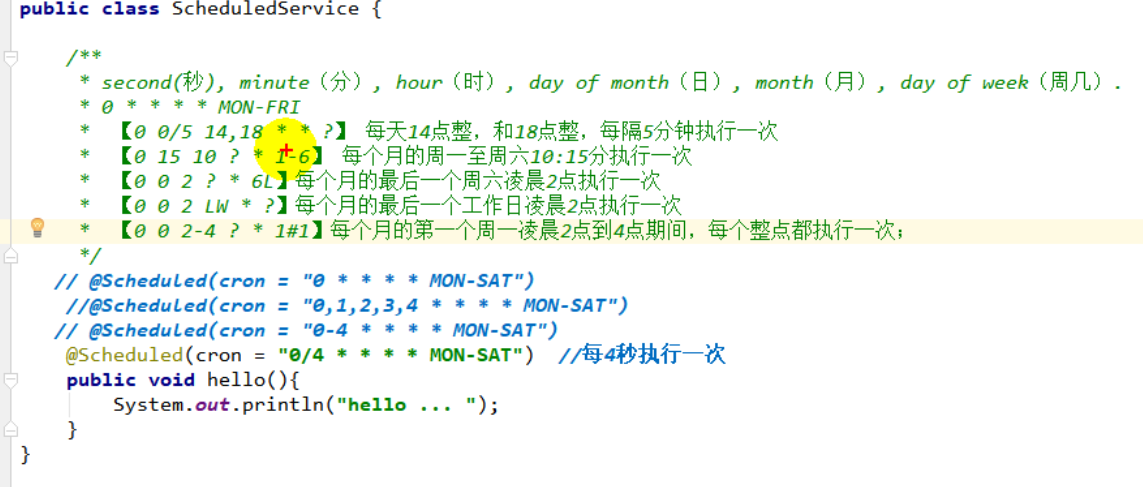 public class ScheduledService {
/**
* second(秒), minute（分）, hour（时）, day of month（日）, month（月）, day of week（周几）.
* 0 * * * * MON-FRI
* 【0 0/5 14,18 * * ?】 每天14点整，和18点整，每隔5分钟执行一次
* 【0 15 10 ? * 1-6】 每个月的周一至周六10:15分执行一次
* 【0 0 2 ? * 6L】每个月的最后一个周六凌晨2点执行一次
* 【0 0 2 LW * ?】每个月的最后一个工作日凌晨2点执行一次
* 【0 0 2-4 ? * 1#1】每个月的第一个周一凌晨2点到4点期间，每个整点都执行一次；
*/
// @Scheduled(cron = "0 * * * * MON-SAT")
//@Scheduled(cron = "0,1,2,3,4 * * * * MON-SAT")
// @Scheduled(cron = "0-4 * * * * MON-SAT")
@Scheduled(cron = "0/4 * * * * MON-SAT")  //每4秒执行一次
public void hello(){
System.out.println("hello ... ");
}
}